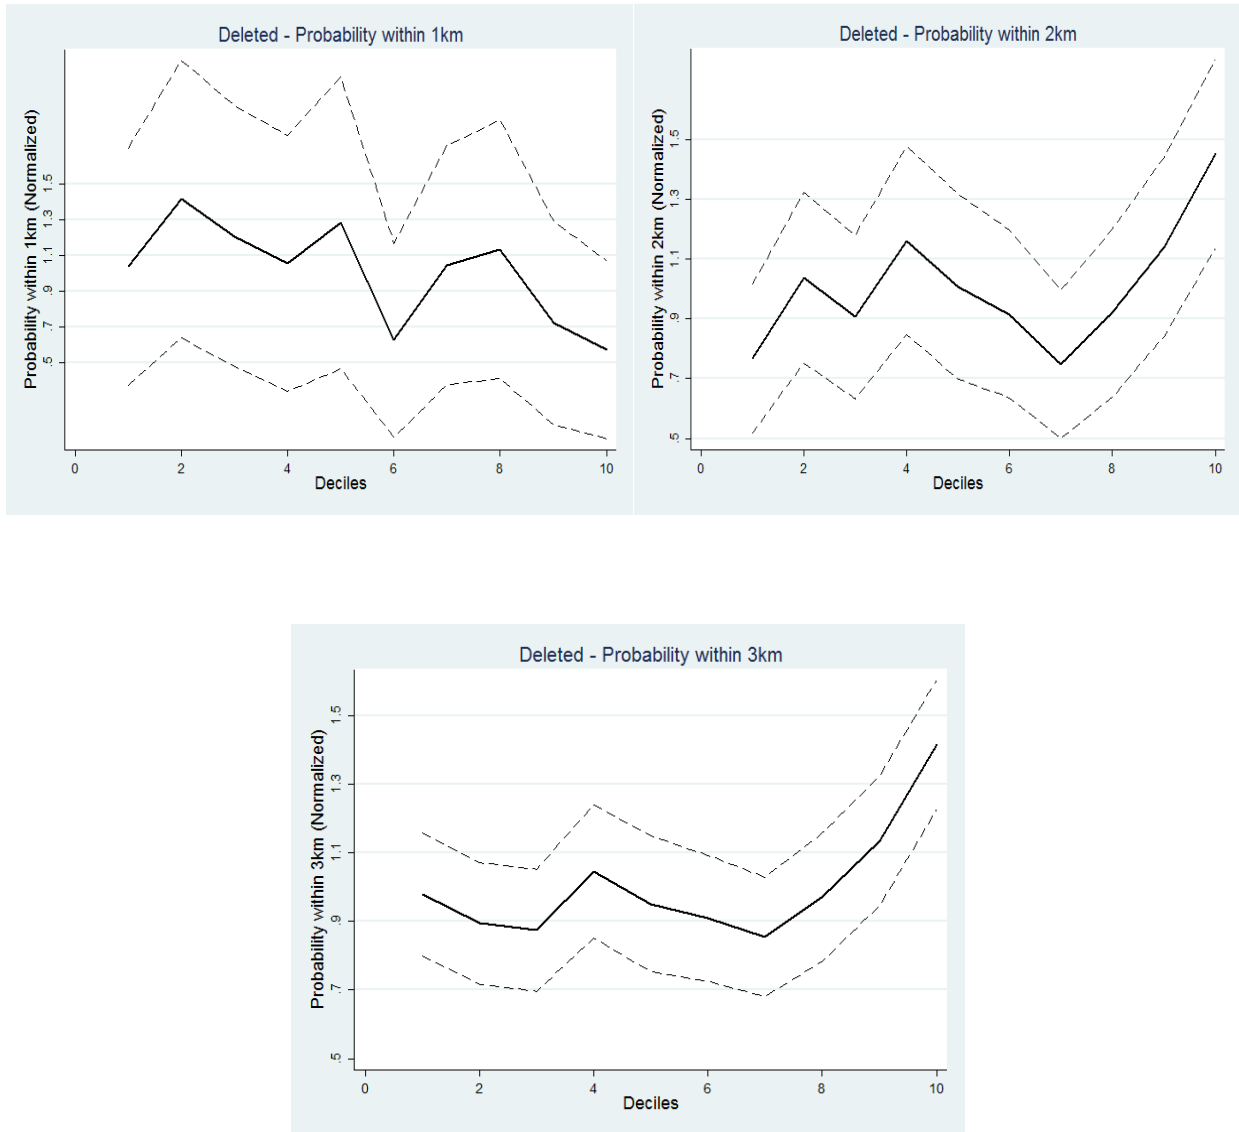 Deleted - Probability within 1km
Probability within 1km (Normalized)
1.5
1.3
1.1
.9
.7
.5
0 2 4 6 8 10
Deciles
Deleted - Probability within 2km
Probability within 2km (Normalized)
1.5
1.3
1.1
.9
.7
.5
0 2 4 6 8 10
Deciles
Deleted - Probability within 3km
Probability within 3km (Normalized)
1.5
1.3
1.1
.9
.7
.5
0 2 4 6 8 10
Deciles